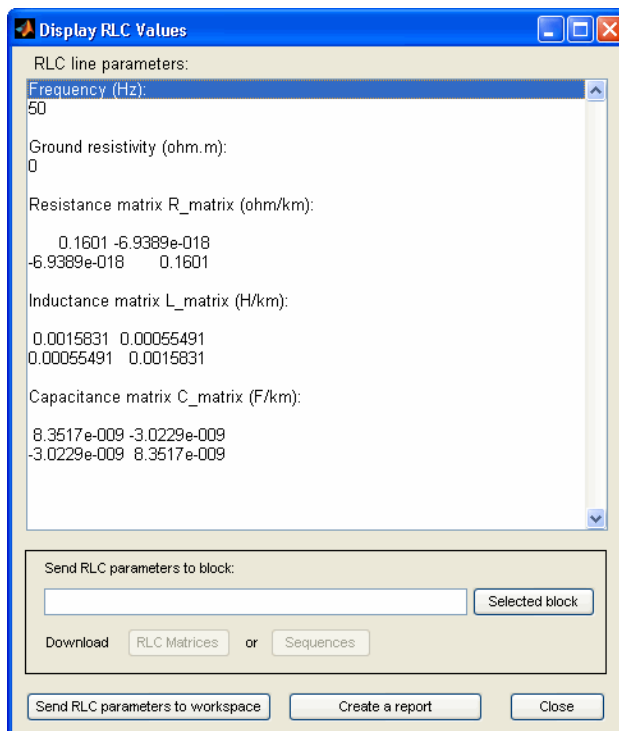 Display RLC Values
RLC line parameters:
Frequency (Hz):
50
Ground resistivity (ohm.m):
0
Resistance matrix R_matrix (ohm/km):
0.1601 -6.9389e-018
-6.9389e-018 0.1601
Inductance matrix L_matrix (H/km):
0.0015831 0.00055491
0.00055491 0.0015831
Capacitance matrix C_matrix (F/km):
8.3517e-009 -3.0229e-009
-3.0229e-009 8.3517e-009
Send RLC parameters to block:
Selected block
Download RLC Matrices or Sequences
Send RLC parameters to workspace Create a report Close